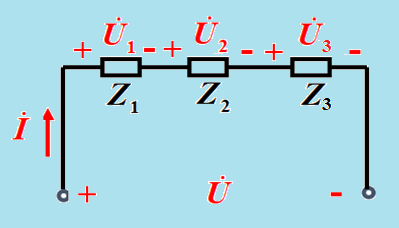 + U̇₁ - + U̇₂ - + U̇₃ -
Z₁ Z₂ Z₃
İ
+ U̇ -